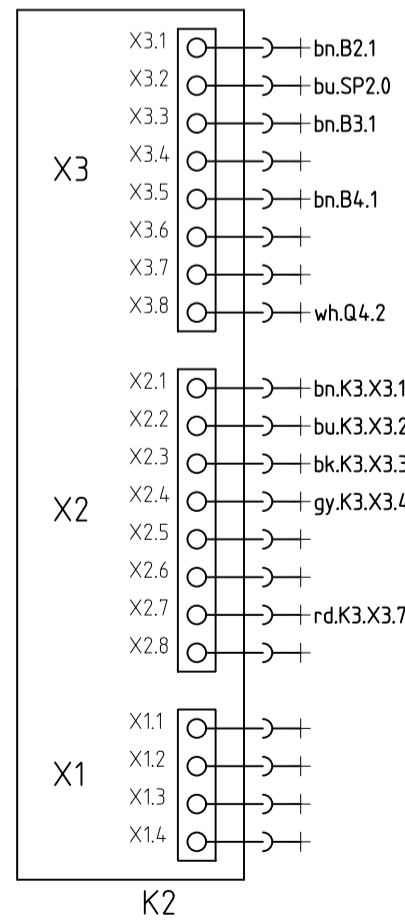 X3.1 bn.B2.1
X3.2 bu.SP2.0
X3.3 bn.B3.1
X3
X3.4
X3.5 bn.B4.1
X3.6
X3.7
X3.8 wh.Q4.2
X2.1 bn.K3.X3.1
X2.2 bu.K3.X3.2
X2.3 bk.K3.X3.3
X2
X2.4 gy.K3.X3.4
X2.5
X2.6
X2.7 rd.K3.X3.7
X2.8
X1.1
X1.2
X1
X1.3
X1.4
K2